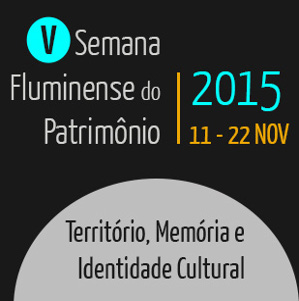 V Semana
Fluminense do
Patrimônio
2015
11 - 22 NOV
Território, Memória e
Identidade Cultural